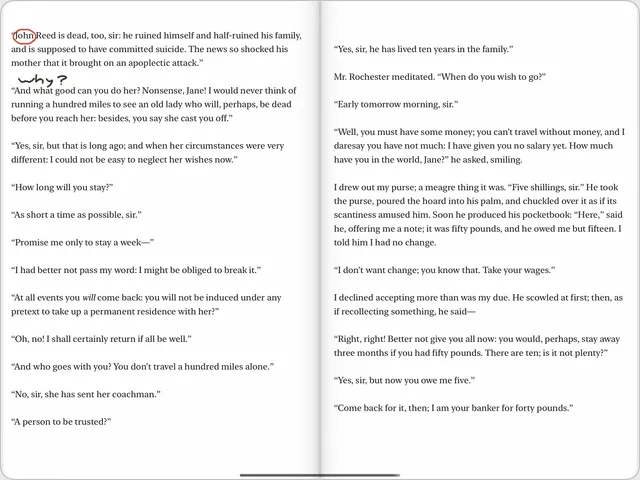 “John Reed is dead, too, sir: he ruined himself and half-ruined his family,
and is supposed to have committed suicide. The news so shocked his
mother that it brought on an apoplectic attack.”
why?
“And what good can you do her? Nonsense, Jane! I would never think of
running a hundred miles to see an old lady who will, perhaps, be dead
before you reach her: besides, you say she cast you off.”
“Yes, sir, but that is long ago; and when her circumstances were very
different: I could not be easy to neglect her wishes now.”
“How long will you stay?”
“As short a time as possible, sir.”
“Promise me only to stay a week—”
“I had better not pass my word: I might be obliged to break it.”
“At all events you will come back: you will not be induced under any
pretext to take up a permanent residence with her?”
“Oh, no! I shall certainly return if all be well.”
“And who goes with you? You don’t travel a hundred miles alone.”
“No, sir, she has sent her coachman.”
“A person to be trusted?”
“Yes, sir, he has lived ten years in the family.”
Mr. Rochester meditated. “When do you wish to go?”
“Early tomorrow morning, sir.”
“Well, you must have some money; you can’t travel without money, and I
daresay you have not much: I have given you no salary yet. How much
have you in the world, Jane?” he asked, smiling.
I drew out my purse; a meagre thing it was. “Five shillings, sir.” He took
the purse, poured the hoard into his palm, and chuckled over it as if its
scantiness amused him. Soon he produced his pocketbook: “Here,” said
he, offering me a note; it was fifty pounds, and he owed me but fifteen. I
told him I had no change.
“I don’t want change; you know that. Take your wages.”
I declined accepting more than was my due. He scowled at first; then, as
if recollecting something, he said—
“Right, right! Better not give you all now: you would, perhaps, stay away
three months if you had fifty pounds. There are ten; is it not plenty?”
“Yes, sir, but now you owe me five.”
“Come back for it, then; I am your banker for forty pounds.”